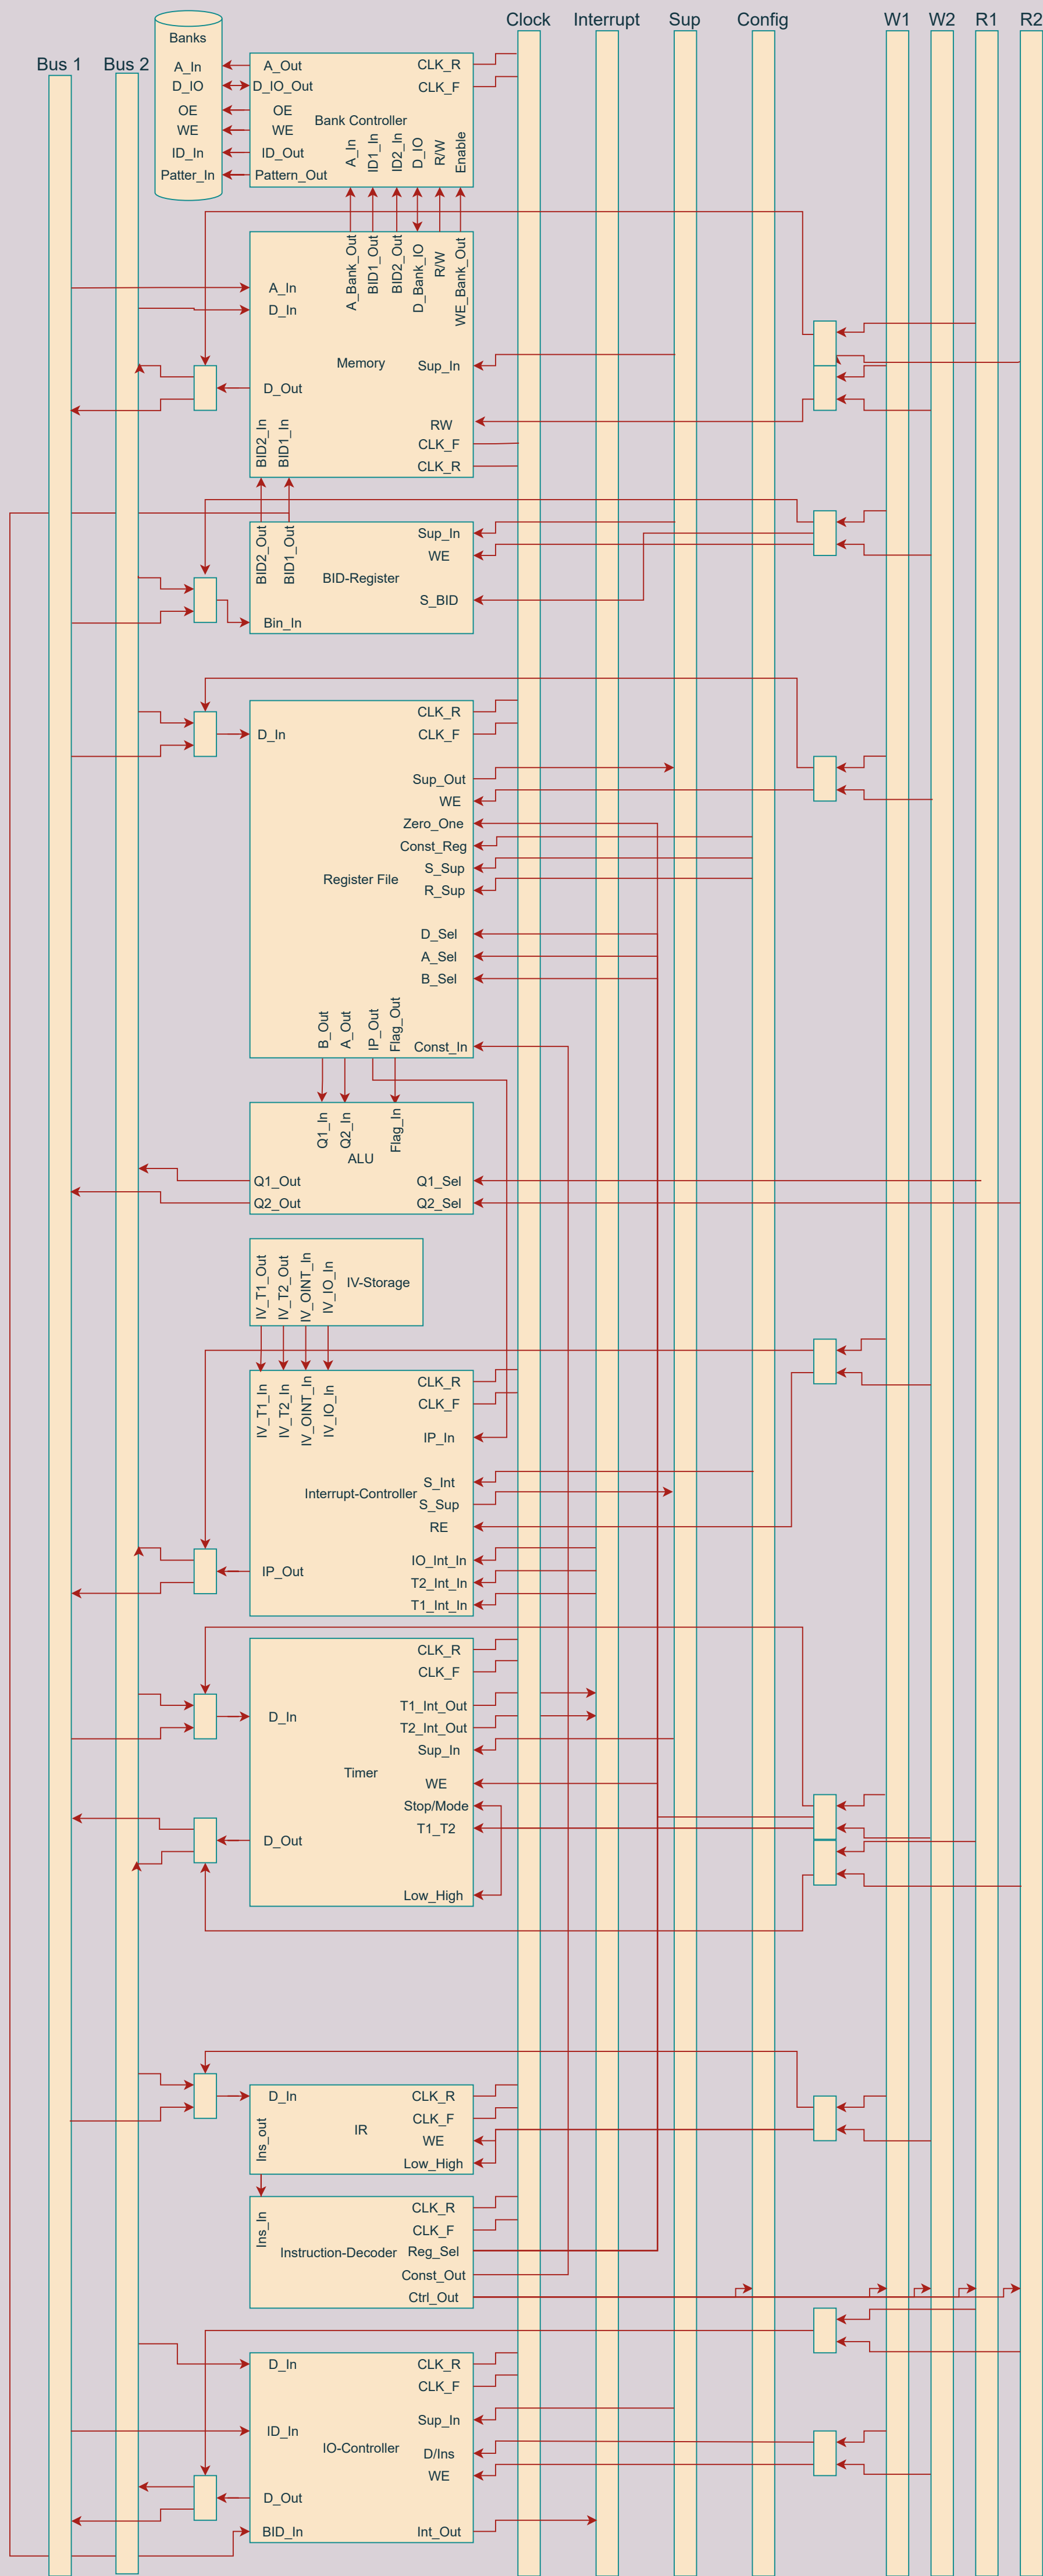 Clock
Interrupt
Sup
Config
W1
W2
R1
R2
Bus 1
Bus 2
Banks
A_In
D_IO
OE
WE
ID_In
Patter_In
A_Out
D_IO_Out
OE
WE
ID_Out
Pattern_Out
Bank Controller
CLK_R
CLK_F
A_In
ID1_In
ID2_In
D_IO
R/W
Enable
A_Bank_Out
BID1_Out
BID2_Out
D_Bank_IO
R/W
WE_Bank_Out
A_In
D_In
Memory
Sup_In
D_Out
RW
CLK_F
CLK_R
BID2_In
BID1_In
BID2_Out
BID1_Out
Sup_In
WE
BID-Register
S_BID
Bin_In
CLK_R
CLK_F
D_In
Sup_Out
WE
Zero_One
Const_Reg
S_Sup
Register File
R_Sup
D_Sel
A_Sel
B_Sel
B_Out
A_Out
IP_Out
Flag_Out
Const_In
Q1_In
Q2_In
Flag_In
ALU
Q1_Out
Q2_Out
Q1_Sel
Q2_Sel
IV_T1_Out
IV_T2_Out
IV_OINT_In
IV_IO_In
IV-Storage
IV_T1_In
IV_T2_In
IV_OINT_In
IV_IO_In
CLK_R
CLK_F
IP_In
S_Int
Interrupt-Controller
S_Sup
RE
IO_Int_In
IP_Out
T2_Int_In
T1_Int_In
CLK_R
CLK_F
T1_Int_Out
D_In
T2_Int_Out
Sup_In
Timer
WE
Stop/Mode
T1_T2
D_Out
Low_High
D_In
CLK_R
CLK_F
IR
WE
Low_High
Ins_out
Ins_In
CLK_R
CLK_F
Instruction-Decoder
Reg_Sel
Const_Out
Ctrl_Out
D_In
CLK_R
CLK_F
Sup_In
ID_In
IO-Controller
D/Ins
WE
D_Out
BID_In
Int_Out